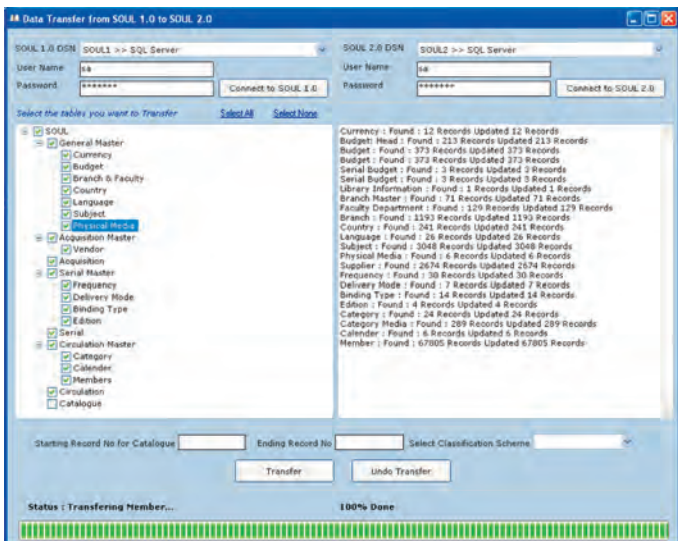 Data Transfer from SOUL 1.0 to SOUL 2.0
SOUL 1.0 DSN SOUL1 >> SQL Server
SOUL 2.0 DSN SOUL2 >> SQL Server
User Name sa
User Name sa
Password *******
Connect to SOUL 1.0
Password *******
Connect to SOUL 2.0
Select the tables you want to Transfer Select All Select None
SOUL
General Master
Currency
Budget
Branch & Faculty
Country
Language
Subject
Physical Media
Acquisition Master
Vendor
Acquisition
Serial Master
Frequency
Delivery Mode
Binding Type
Edition
Serial
Circulation Master
Category
Calender
Members
Circulation
Catalogue
Currency : Found : 12 Records Updated 12 Records
Budget Head : Found : 213 Records Updated 213 Records
Budget : Found : 373 Records Updated 373 Records
Budget : Found : 373 Records Updated 373 Records
Serial Budget : Found : 3 Records Updated 3 Records
Serial Budget : Found : 3 Records Updated 3 Records
Library Information : Found : 1 Records Updated 1 Records
Branch Master : Found : 71 Records Updated 71 Records
Faculty Department : Found : 129 Records Updated 129 Records
Branch : Found : 1193 Records Updated 1193 Records
Country : Found : 241 Records Updated 241 Records
Language : Found : 26 Records Updated 26 Records
Subject : Found : 3048 Records Updated 3048 Records
Physical Media : Found : 6 Records Updated 6 Records
Supplier : Found : 2674 Records Updated 2674 Records
Frequency : Found : 30 Records Updated 30 Records
Delivery Mode : Found : 7 Records Updated 7 Records
Binding Type : Found : 14 Records Updated 14 Records
Edition : Found : 4 Records Updated 4 Records
Category : Found : 24 Records Updated 24 Records
Category Media : Found : 289 Records Updated 289 Records
Calender : Found : 6 Records Updated 6 Records
Member : Found : 67805 Records Updated 67805 Records
Starting Record No for Catalogue Ending Record No Select Classification Scheme
Transfer Undo Transfer
Status : Transfering Member... 100% Done